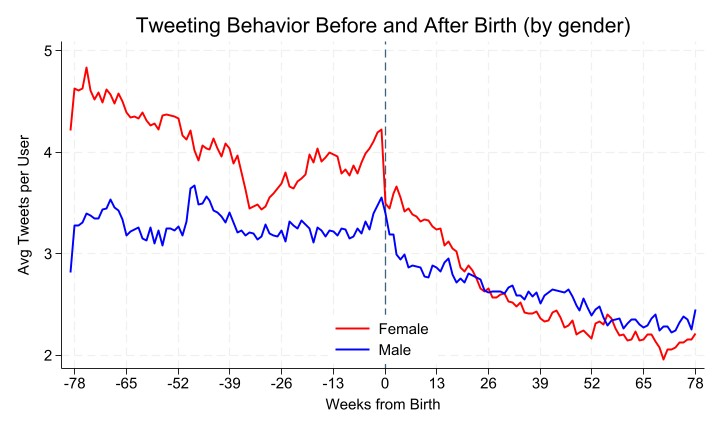 Tweeting Behavior Before and After Birth (by gender)
Avg Tweets per User
5
4
3
2
Female
Male
-78 -65 -52 -39 -26 -13 0 13 26 39 52 65 78
Weeks from Birth